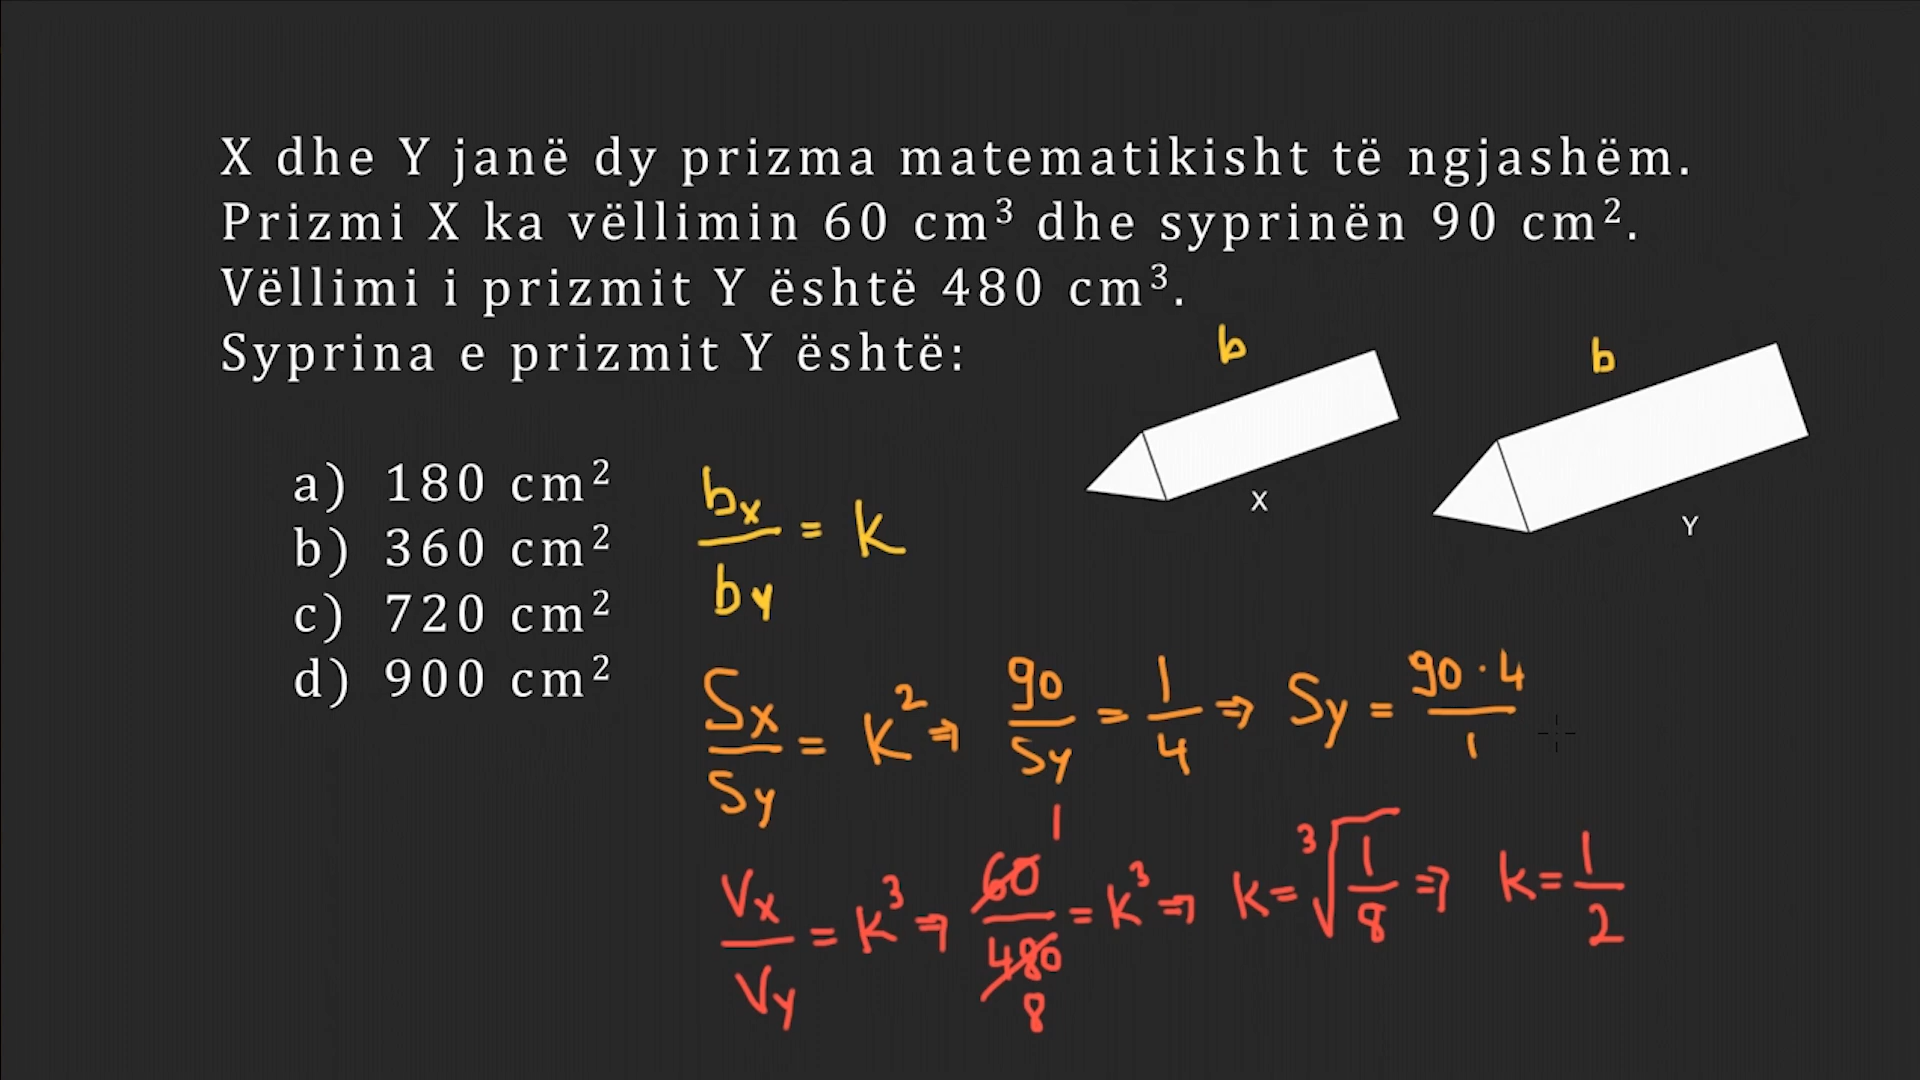 X dhe Y janë dy prizma matematikisht të ngjashëm.
Prizmi X ka vëllimin 60 cm³ dhe syprinën 90 cm².
Vëllimi i prizmit Y është 480 cm³.
Syprina e prizmit Y është:
b b
X Y
a) 180 cm²
b) 360 cm²
c) 720 cm²
d) 900 cm²
bx/by = k
Sx/Sy = k² ⇒ 90/Sy = 1/4 ⇒ Sy = 90·4/1
Vx/Vy = k³ ⇒ 60/480 = k³ ⇒ k = ³√1/8 ⇒ k = 1/2
1
8